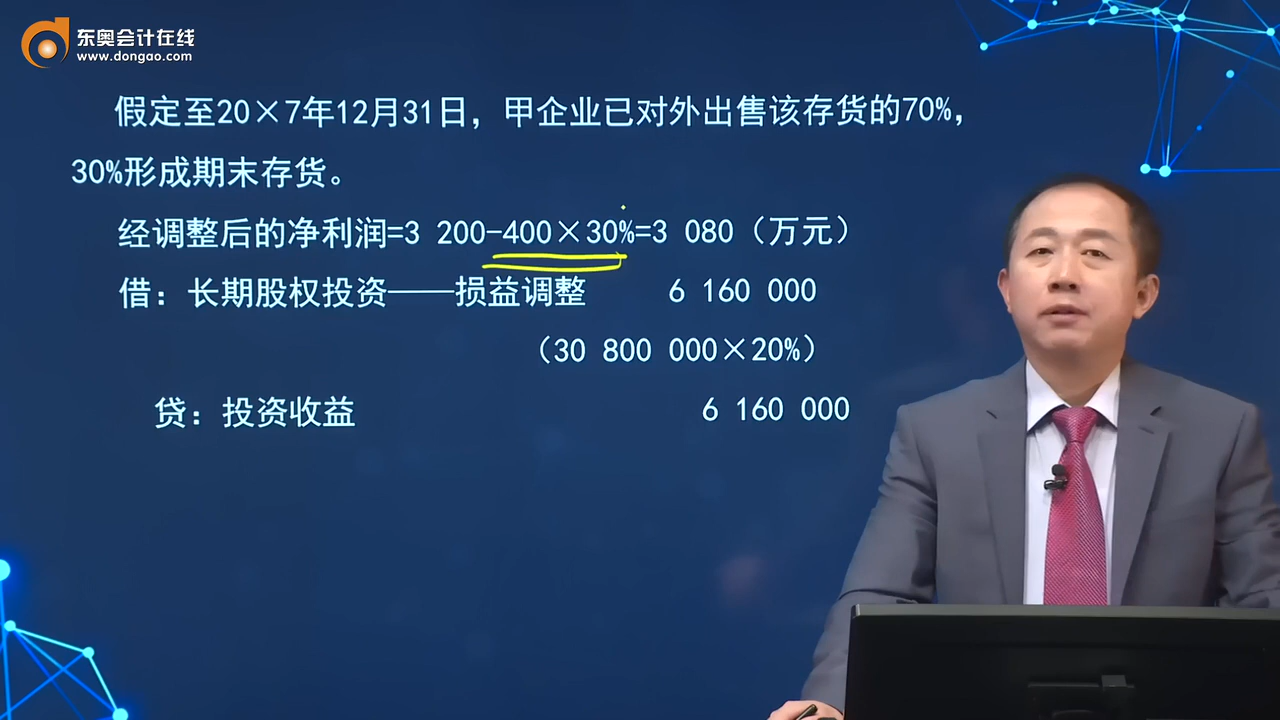 东奥会计在线
www.dongao.com
假定至20×7年12月31日，甲企业已对外出售该存货的70%，
30%形成期末存货。
经调整后的净利润=3 200-400×30%=3 080（万元）
借：长期股权投资——损益调整 6 160 000
（30 800 000×20%）
贷：投资收益 6 160 000